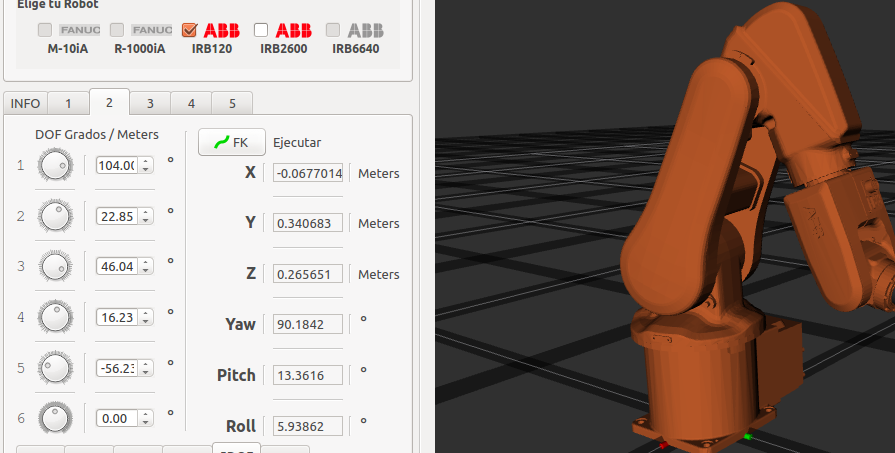 Elige tu Robot
FANUC FANUC ABB ABB ABB
M-10iA R-1000iA IRB120 IRB2600 IRB6640
INFO 1 2 3 4 5
DOF Grados / Meters
FK Ejecutar
1 104.0( °
X -0.0677014 Meters
2 22.85 °
Y 0.340683 Meters
3 46.04 °
Z 0.265651 Meters
4 16.23 °
Yaw 90.1842 °
5 -56.23 °
Pitch 13.3616 °
6 0.00 °
Roll 5.93862 °
ABB